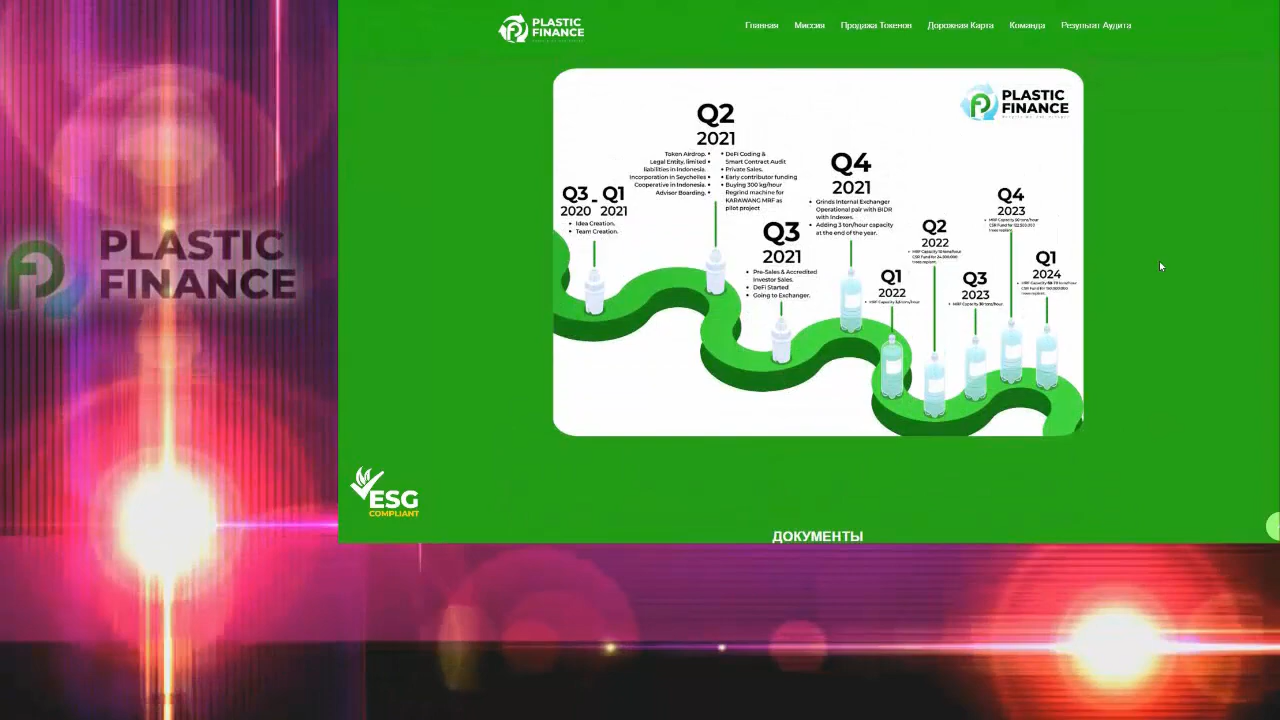 PLASTIC
FINANCE
Главная
Миссия
Продажа Токенов
Дорожная Карта
Команда
Результат Аудита
PLASTIC
FINANCE
PLASTIC
FINANCE
Q3 - Q1
2020 2021
• Idea Creation.
• Team Creation.
Q2
2021
Token Airdrop. •
Legal Entity, limited •
liabilities in Indonesia.
Incorporation in Seychelles •
Cooperative in Indonesia. •
Advisor Boarding. •
• DeFi Coding &
Smart Contract Audit
• Private Sales.
• Early contributor funding
• Buying 300 kg/hour
Regrind machine for
KARAWANG MRF as
pilot project
Q3
2021
• Pre-Sales & Accredited
Investor Sales.
• DeFi Started
• Going to Exchanger.
Q4
2021
• Grinds Internal Exchanger
Operational pair with BIDR
with Indexes.
• Adding 3 ton/hour capacity
at the end of the year.
Q1
2022
Q2
2022
Q3
2023
Q4
2023
Q1
2024
ESG
COMPLIANT
ДОКУМЕНТЫ